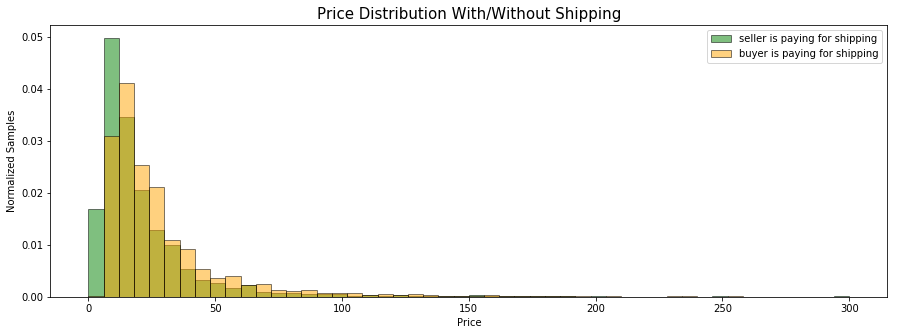 Price Distribution With/Without Shipping
seller is paying for shipping
buyer is paying for shipping
0.05
0.04
0.03
0.02
0.01
0.00
Normalized Samples
0 50 100 150 200 250 300
Price